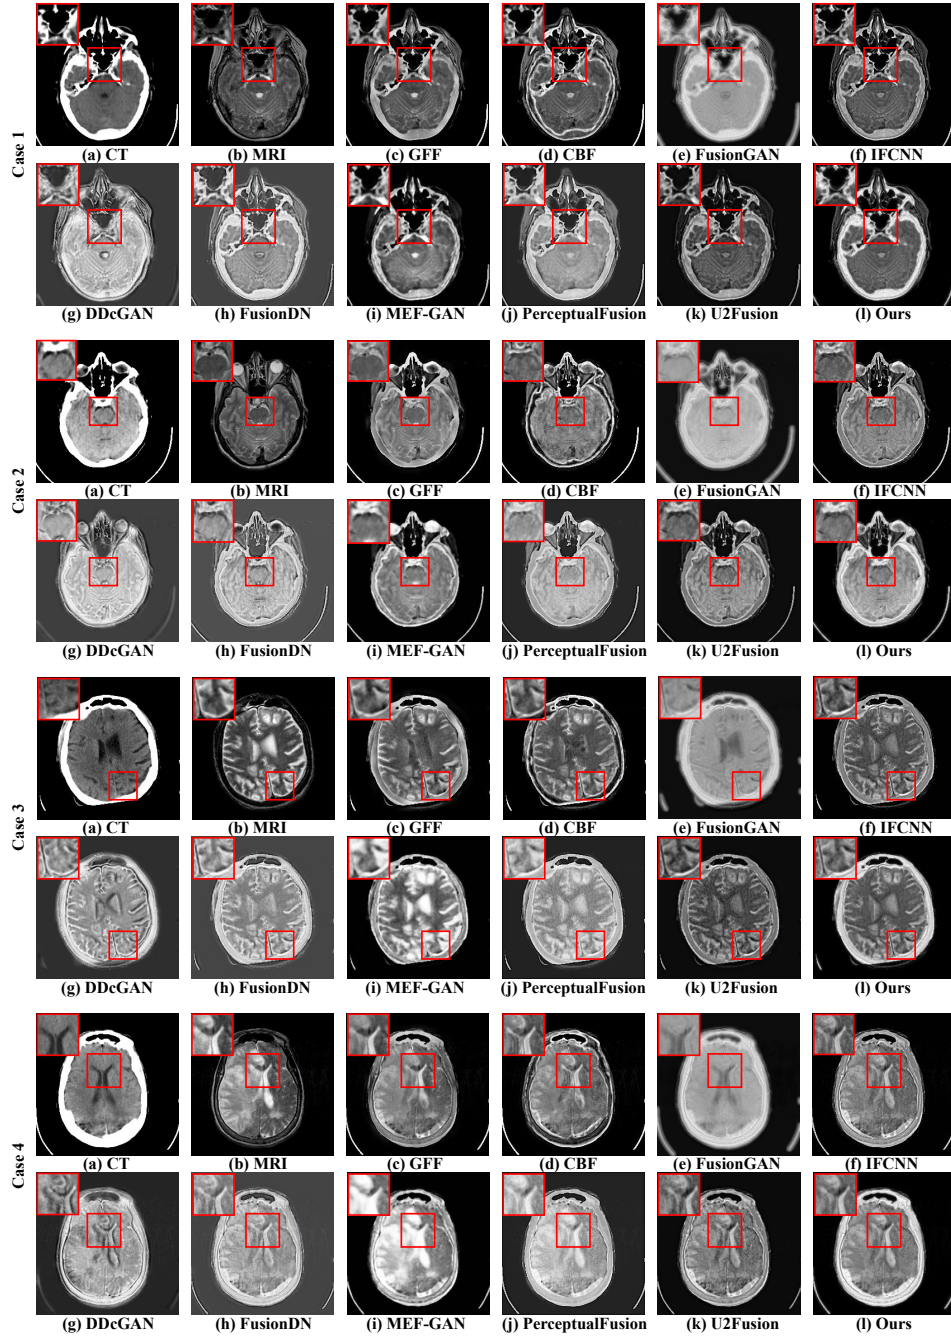 Case 1
(a) CT (b) MRI (c) GFF (d) CBF (e) FusionGAN (f) IFCNN
(g) DDcGAN (h) FusionDN (i) MEF-GAN (j) PerceptualFusion (k) U2Fusion (l) Ours
Case 2
(a) CT (b) MRI (c) GFF (d) CBF (e) FusionGAN (f) IFCNN
(g) DDcGAN (h) FusionDN (i) MEF-GAN (j) PerceptualFusion (k) U2Fusion (l) Ours
Case 3
(a) CT (b) MRI (c) GFF (d) CBF (e) FusionGAN (f) IFCNN
(g) DDcGAN (h) FusionDN (i) MEF-GAN (j) PerceptualFusion (k) U2Fusion (l) Ours
Case 4
(a) CT (b) MRI (c) GFF (d) CBF (e) FusionGAN (f) IFCNN
(g) DDcGAN (h) FusionDN (i) MEF-GAN (j) PerceptualFusion (k) U2Fusion (l) Ours